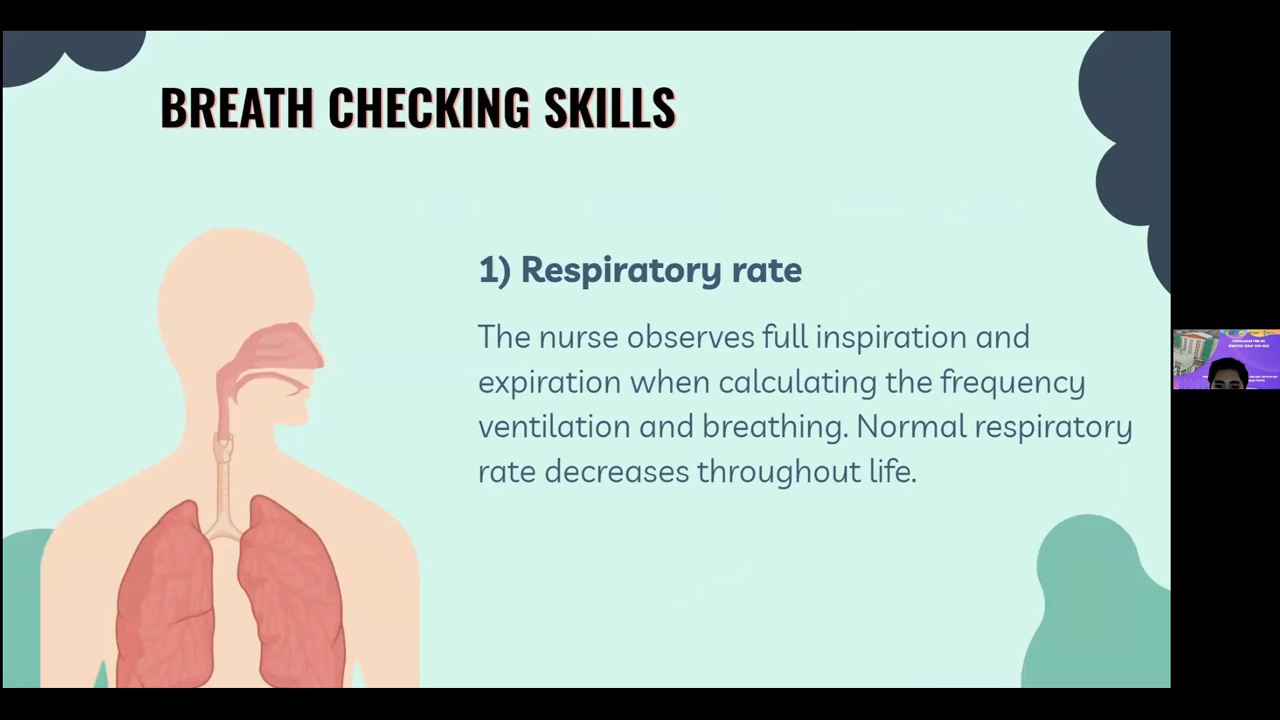 BREATH CHECKING SKILLS
1) Respiratory rate
The nurse observes full inspiration and
expiration when calculating the frequency
ventilation and breathing. Normal respiratory
rate decreases throughout life.